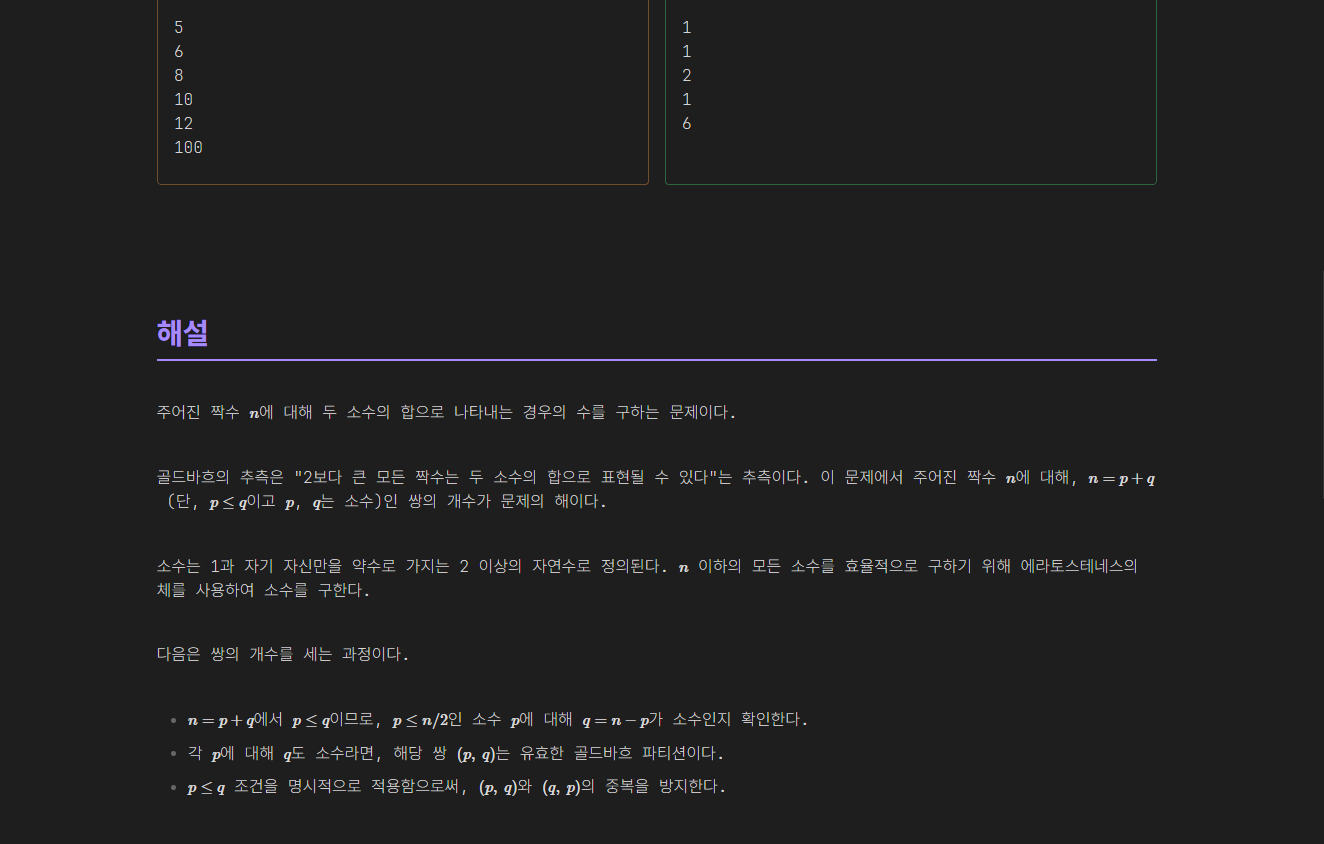 5
6
8
10
12
100
1
1
2
1
6
해설
주어진 짝수 n에 대해 두 소수의 합으로 나타내는 경우의 수를 구하는 문제이다.
골드바흐의 추측은 "2보다 큰 모든 짝수는 두 소수의 합으로 표현될 수 있다"는 추측이다. 이 문제에서 주어진 짝수 n에 대해, n = p + q
(단, p ≤ q이고 p, q는 소수)인 쌍의 개수가 문제의 해이다.
소수는 1과 자기 자신만을 약수로 가지는 2 이상의 자연수로 정의된다. n 이하의 모든 소수를 효율적으로 구하기 위해 에라토스테네스의
체를 사용하여 소수를 구한다.
다음은 쌍의 개수를 세는 과정이다.
• n = p + q에서 p ≤ q이므로, p ≤ n/2인 소수 p에 대해 q = n − p가 소수인지 확인한다.
• 각 p에 대해 q도 소수라면, 해당 쌍 (p, q)는 유효한 골드바흐 파티션이다.
• p ≤ q 조건을 명시적으로 적용함으로써, (p, q)와 (q, p)의 중복을 방지한다.